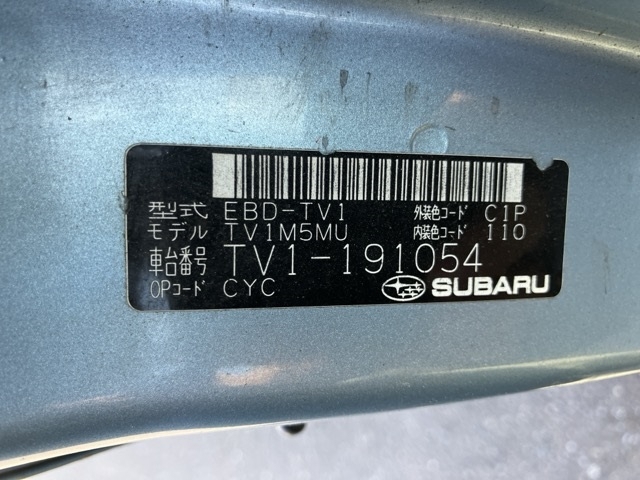 型式 EBD-TV1 外装色コード C1P
モデル TV1M5MU 内装色コード 110
車台番号 TV1-191054
OPコード CYC SUBARU